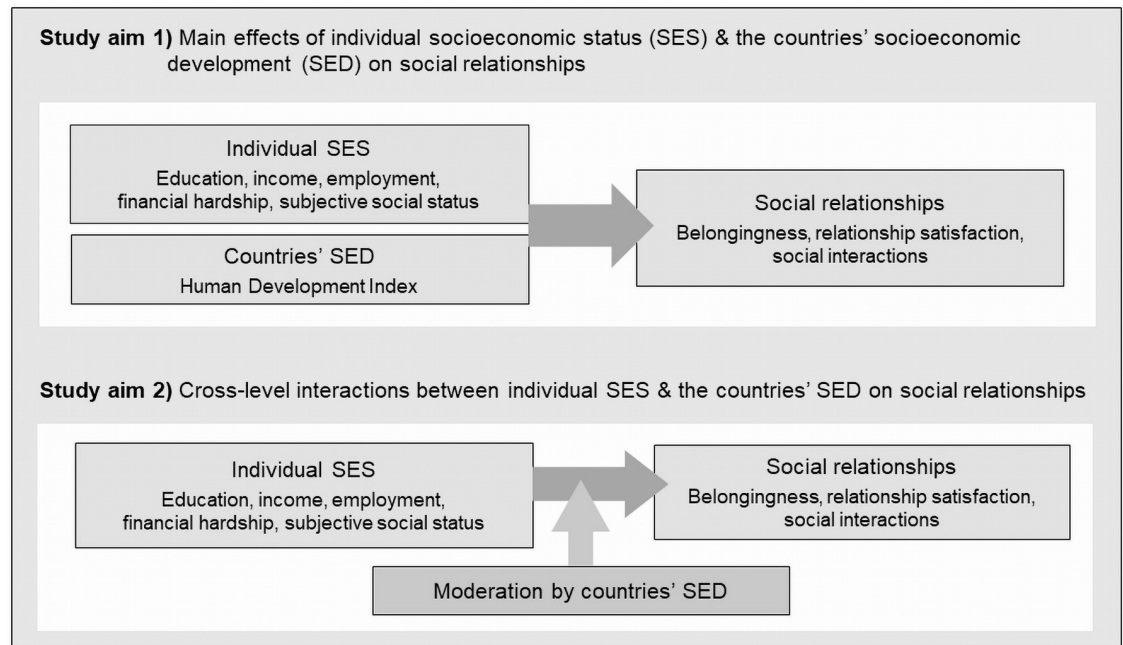 Study aim 1) Main effects of individual socioeconomic status (SES) & the countries’ socioeconomic
development (SED) on social relationships
Individual SES
Education, income, employment,
financial hardship, subjective social status
Countries’ SED
Human Development Index
Social relationships
Belongingness, relationship satisfaction,
social interactions
Study aim 2) Cross-level interactions between individual SES & the countries’ SED on social relationships
Individual SES
Education, income, employment,
financial hardship, subjective social status
Social relationships
Belongingness, relationship satisfaction,
social interactions
Moderation by countries’ SED